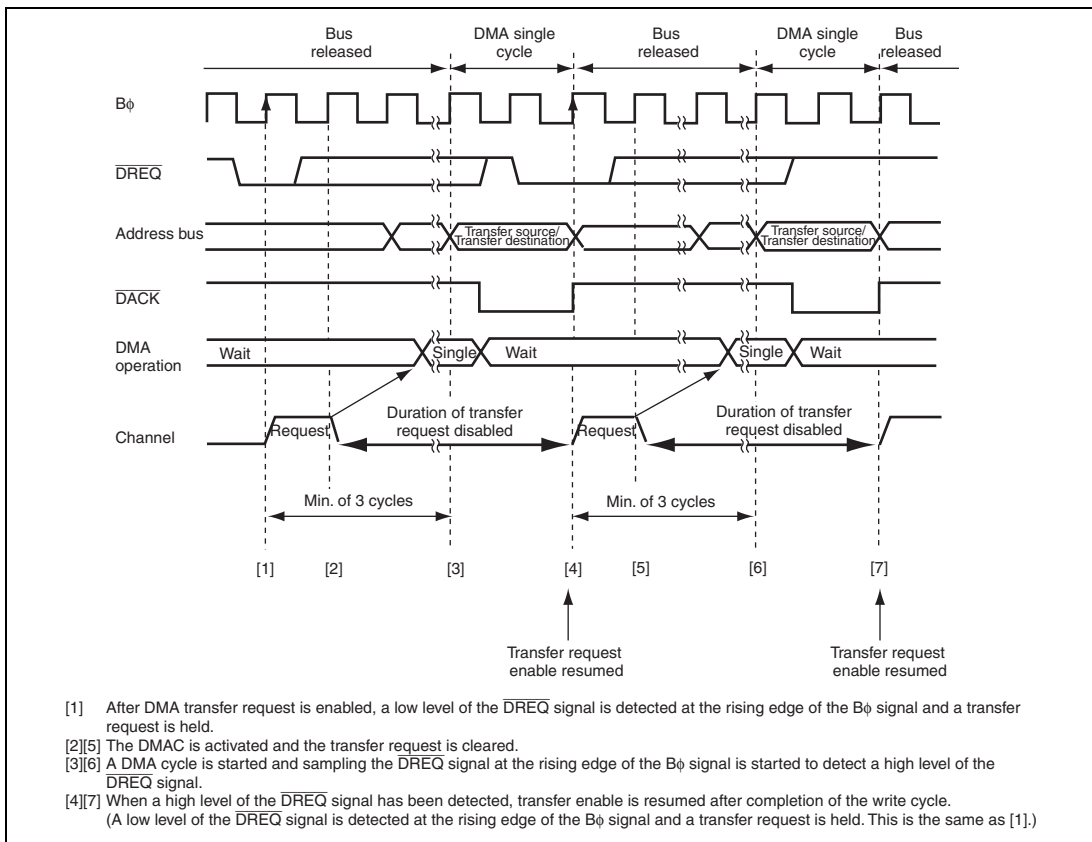 Bus released
DMA single cycle
Bus released
DMA single cycle
Bus released
Bφ
DREQ
Address bus
Transfer source/
Transfer destination
Transfer source/
Transfer destination
DACK
DMA operation
Wait
Single
Wait
Single
Wait
Channel
Request
Duration of transfer request disabled
Request
Duration of transfer request disabled
Min. of 3 cycles
Min. of 3 cycles
[1]
[2]
[3]
[4]
[5]
[6]
[7]
Transfer request enable resumed
Transfer request enable resumed
[1] After DMA transfer request is enabled, a low level of the DREQ signal is detected at the rising edge of the Bφ signal and a transfer
request is held.
[2][5] The DMAC is activated and the transfer request is cleared.
[3][6] A DMA cycle is started and sampling the DREQ signal at the rising edge of the Bφ signal is started to detect a high level of the
DREQ signal.
[4][7] When a high level of the DREQ signal has been detected, transfer enable is resumed after completion of the write cycle.
(A low level of the DREQ signal is detected at the rising edge of the Bφ signal and a transfer request is held. This is the same as [1].)